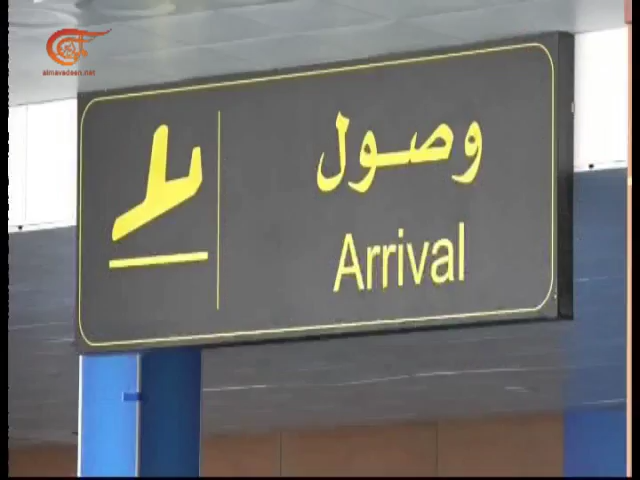 almayadeen.net
وصول
Arrival